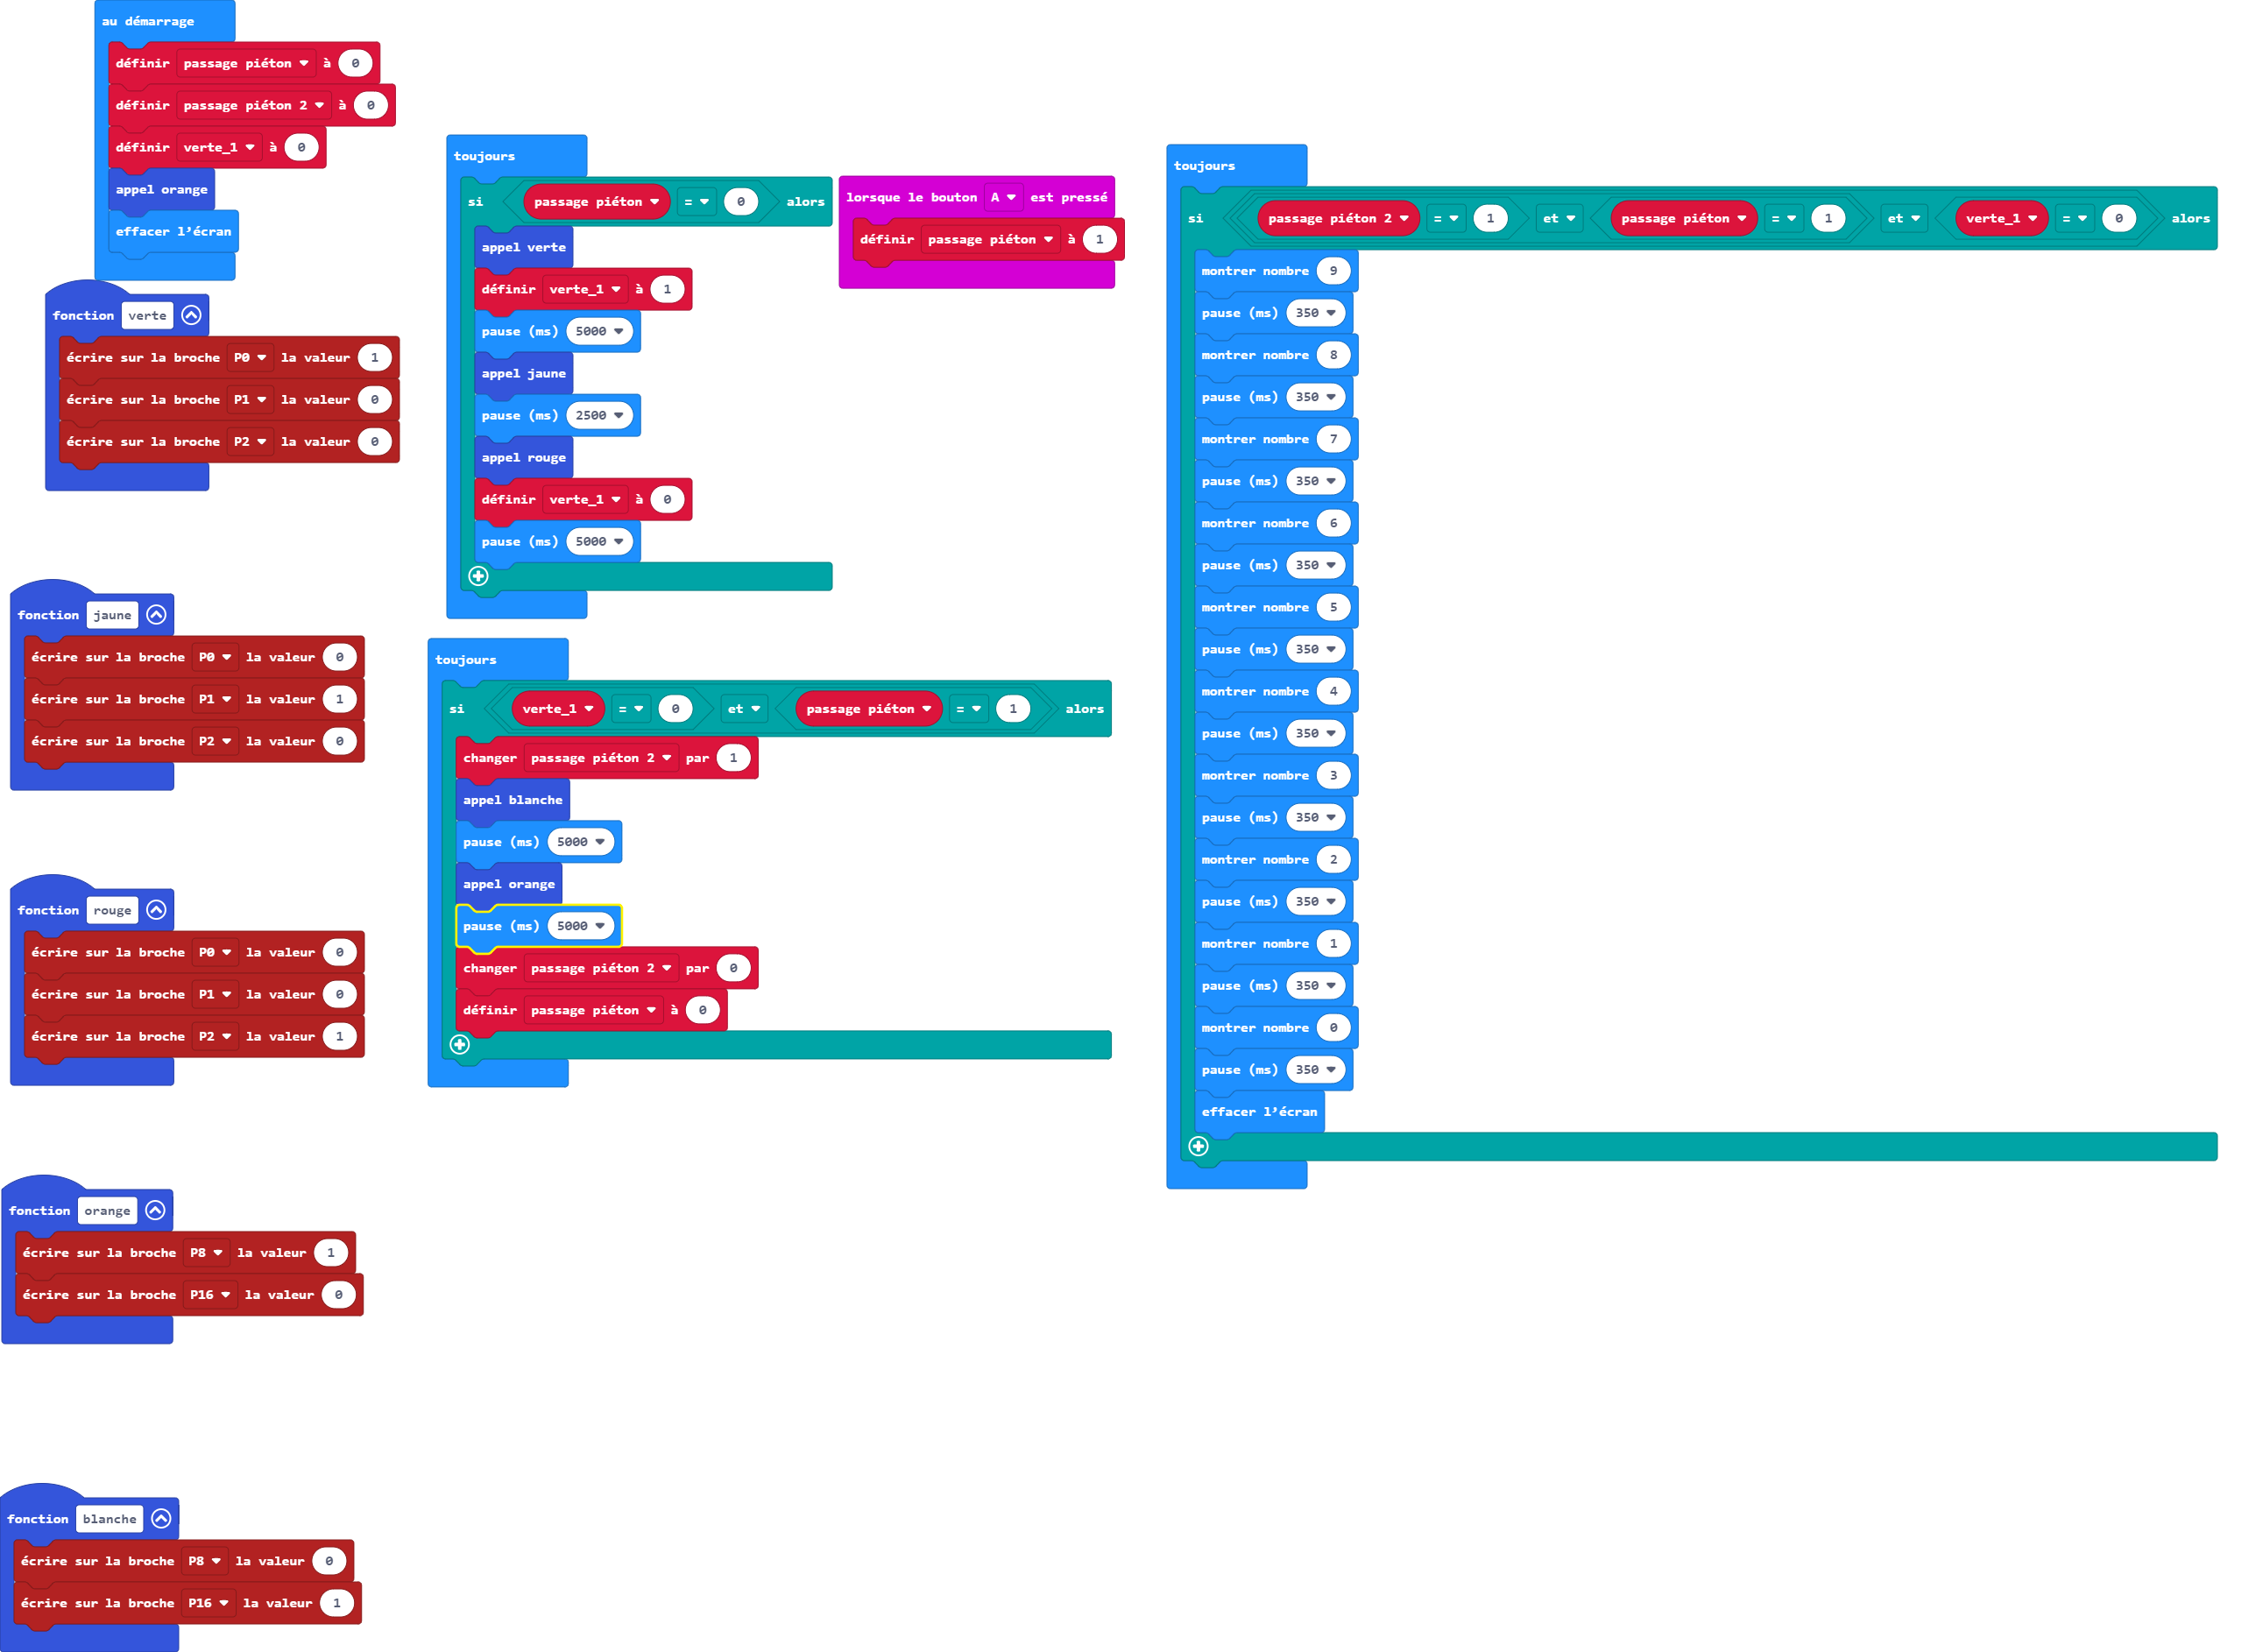 au démarrage
définir passage piéton à 0
définir passage piéton 2 à 0
définir verte_1 à 0
appel orange
effacer l'écran
fonction verte
écrire sur la broche P0 la valeur 1
écrire sur la broche P1 la valeur 0
écrire sur la broche P2 la valeur 0
fonction jaune
écrire sur la broche P0 la valeur 0
écrire sur la broche P1 la valeur 1
écrire sur la broche P2 la valeur 0
fonction rouge
écrire sur la broche P0 la valeur 0
écrire sur la broche P1 la valeur 0
écrire sur la broche P2 la valeur 1
fonction orange
écrire sur la broche P8 la valeur 1
écrire sur la broche P16 la valeur 0
fonction blanche
écrire sur la broche P8 la valeur 0
écrire sur la broche P16 la valeur 1
toujours
si passage piéton = 0 alors
appel verte
définir verte_1 à 1
pause (ms) 5000
appel jaune
pause (ms) 2500
appel rouge
définir verte_1 à 0
pause (ms) 5000
toujours
si verte_1 = 0 et passage piéton = 1 alors
changer passage piéton 2 par 1
appel blanche
pause (ms) 5000
appel orange
pause (ms) 5000
changer passage piéton 2 par 0
définir passage piéton à 0
lorsque le bouton A est pressé
définir passage piéton à 1
toujours
si passage piéton 2 = 1 et passage piéton = 1 et verte_1 = 0 alors
montrer nombre 9
pause (ms) 350
montrer nombre 8
pause (ms) 350
montrer nombre 7
pause (ms) 350
montrer nombre 6
pause (ms) 350
montrer nombre 5
pause (ms) 350
montrer nombre 4
pause (ms) 350
montrer nombre 3
pause (ms) 350
montrer nombre 2
pause (ms) 350
montrer nombre 1
pause (ms) 350
montrer nombre 0
pause (ms) 350
effacer l'écran